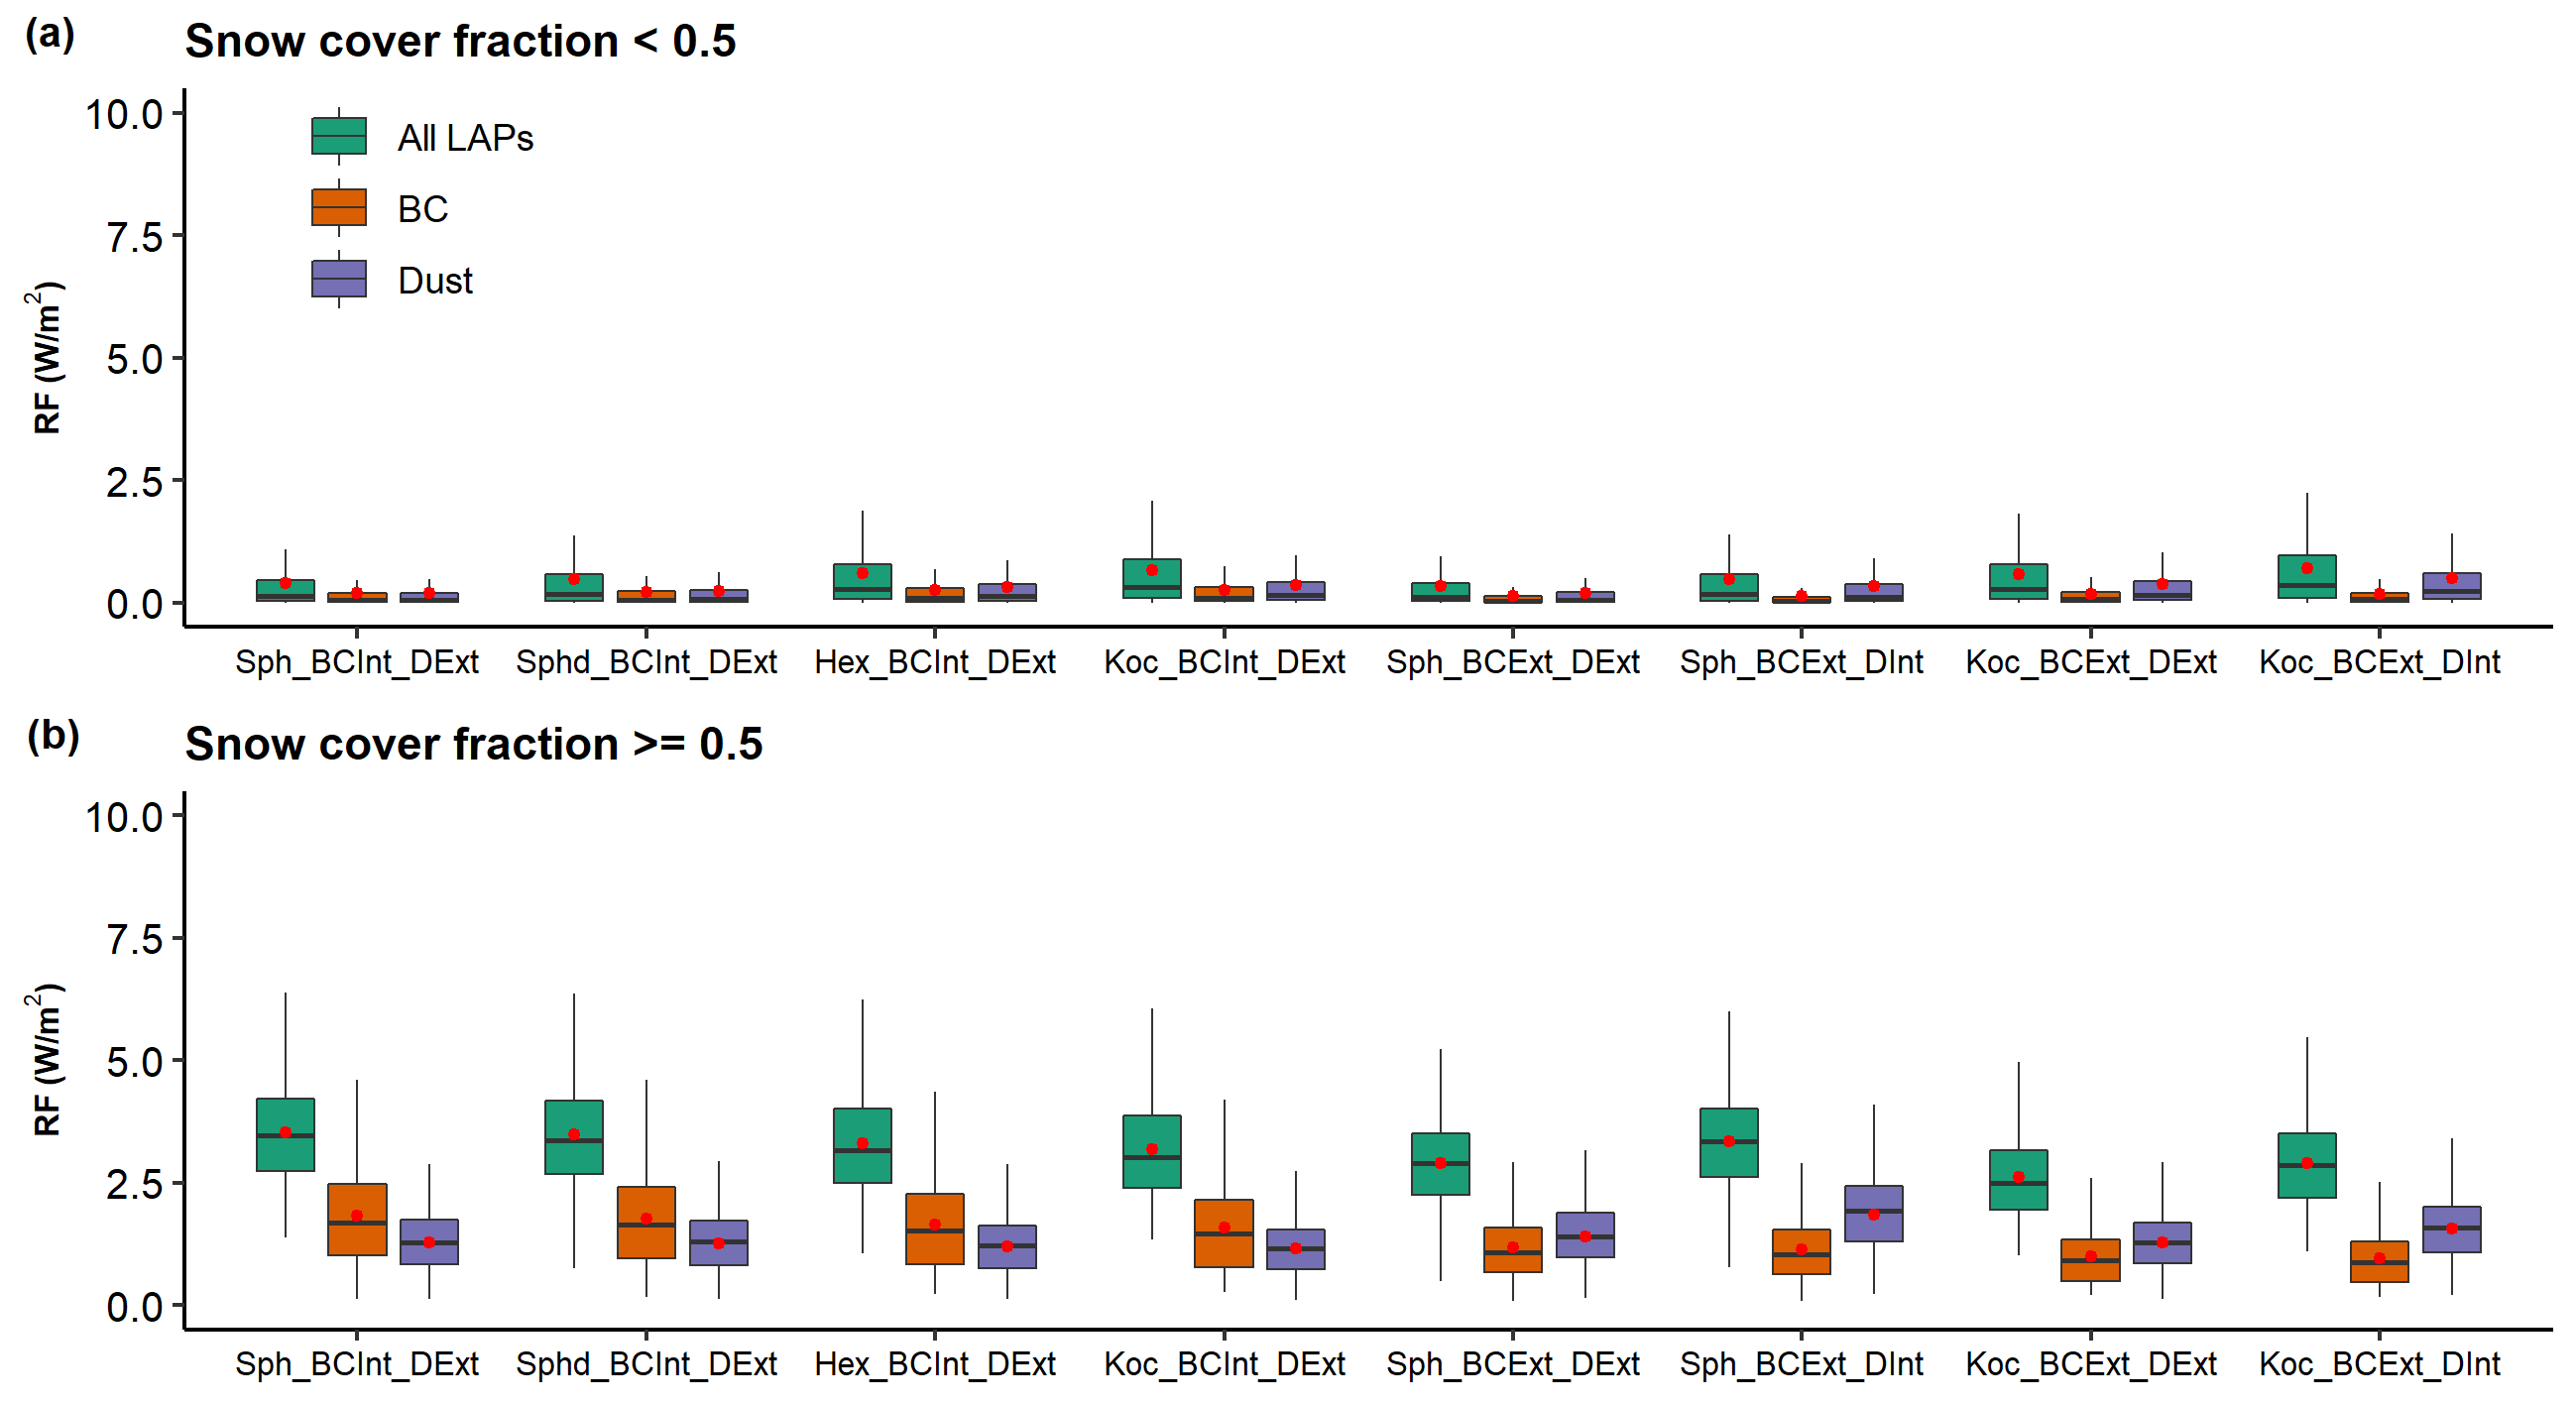 (a) Snow cover fraction < 0.5
10.0
7.5
5.0
2.5
0.0
RF (W/m²)
All LAPs
BC
Dust
Sph_BCInt_DExt Sphd_BCInt_DExt Hex_BCInt_DExt Koc_BCInt_DExt Sph_BCExt_DExt Sph_BCExt_DInt Koc_BCExt_DExt Koc_BCExt_DInt
(b) Snow cover fraction >= 0.5
10.0
7.5
5.0
2.5
0.0
RF (W/m²)
Sph_BCInt_DExt Sphd_BCInt_DExt Hex_BCInt_DExt Koc_BCInt_DExt Sph_BCExt_DExt Sph_BCExt_DInt Koc_BCExt_DExt Koc_BCExt_DInt